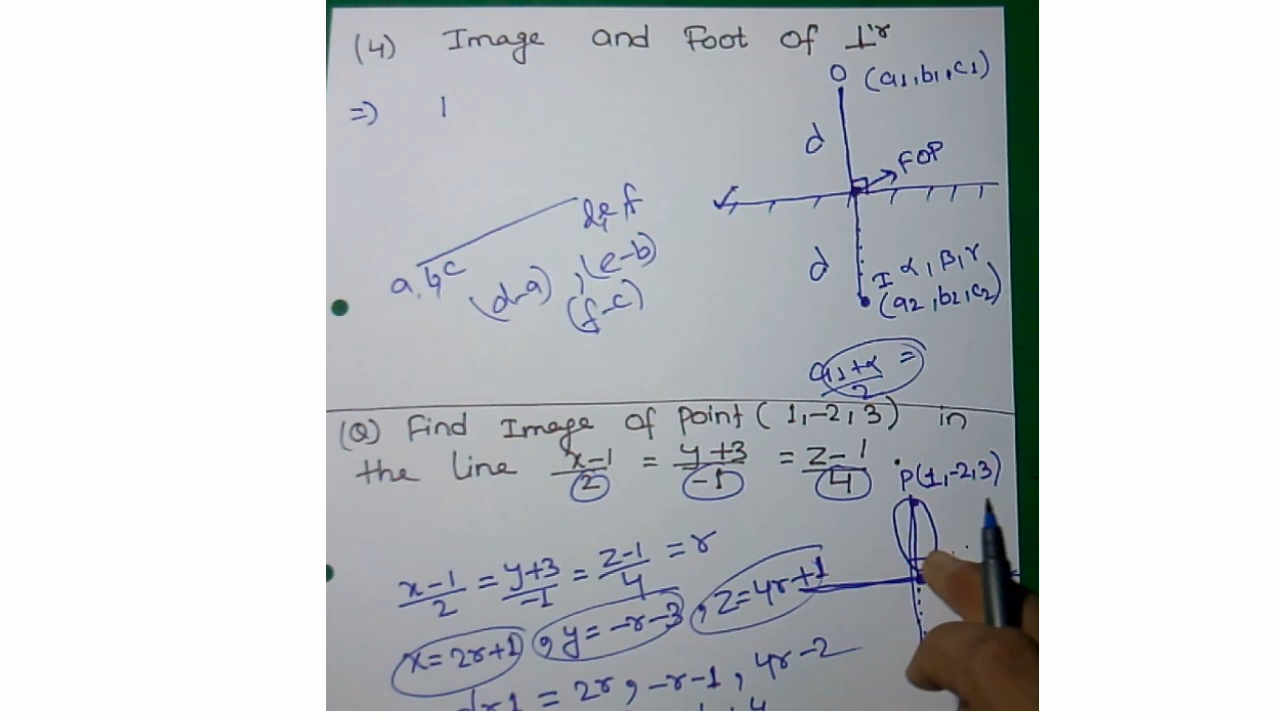 (4) Image and Foot of ⊥ʳ
O (a1, b1, c1)
=)
d
FOP
d, e, f
a, b, c
(d-a), (e-b)
(f-c)
d
I α, β, γ
(a2, b2, c2)
a1+α/2 =
(Q) Find Image of point (1,-2,3) in
the line x-1/2 = y+3/-1 = z-1/4
P(1,-2,3)
x-1/2 = y+3/-1 = z-1/4 = r
x=2r+1, y=-r-3, z=4r+1
dr1 = 2r, -r-1, 4r-2